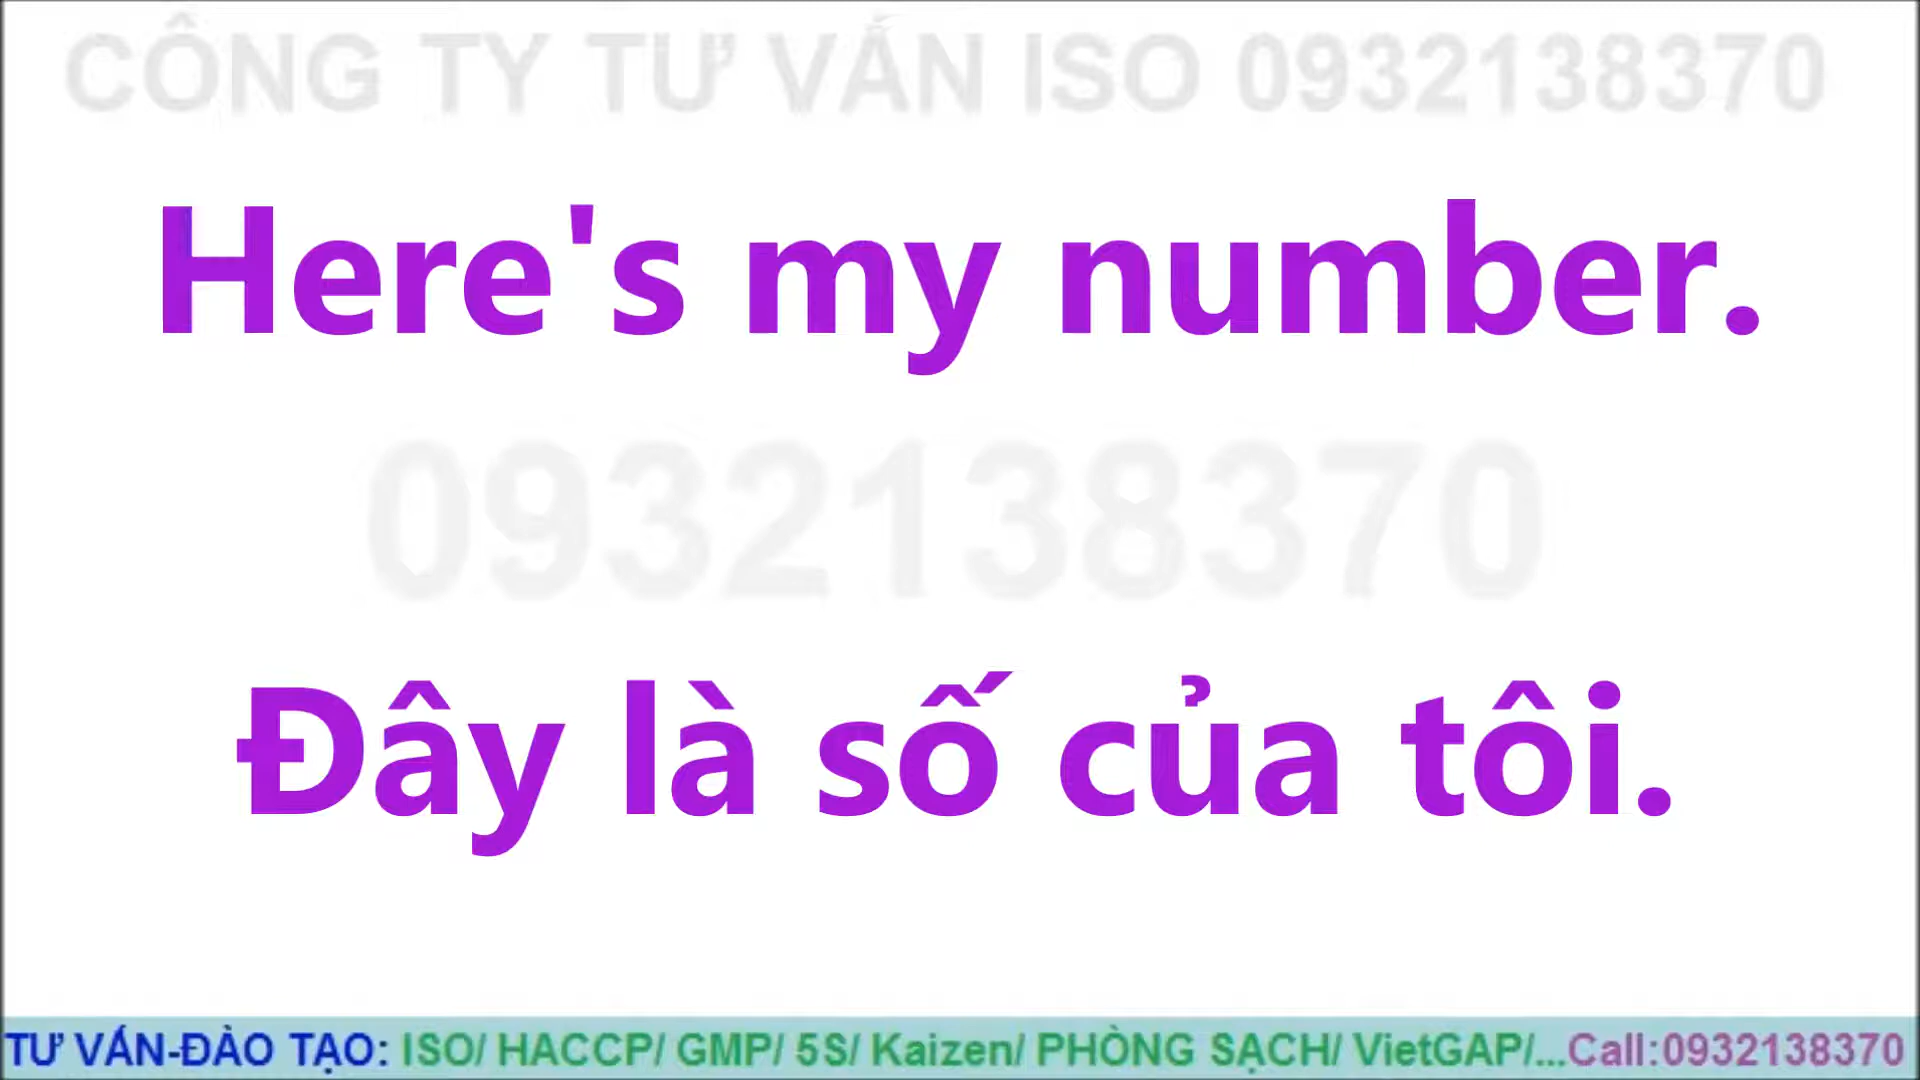 CÔNG TY TƯ VẤN ISO 0932138370
Here's my number.
0932138370
Đây là số của tôi.
TƯ VẤN-ĐÀO TẠO: ISO/ HACCP/ GMP/ 5S/ Kaizen/ PHÒNG SẠCH/ VietGAP/...Call:0932138370